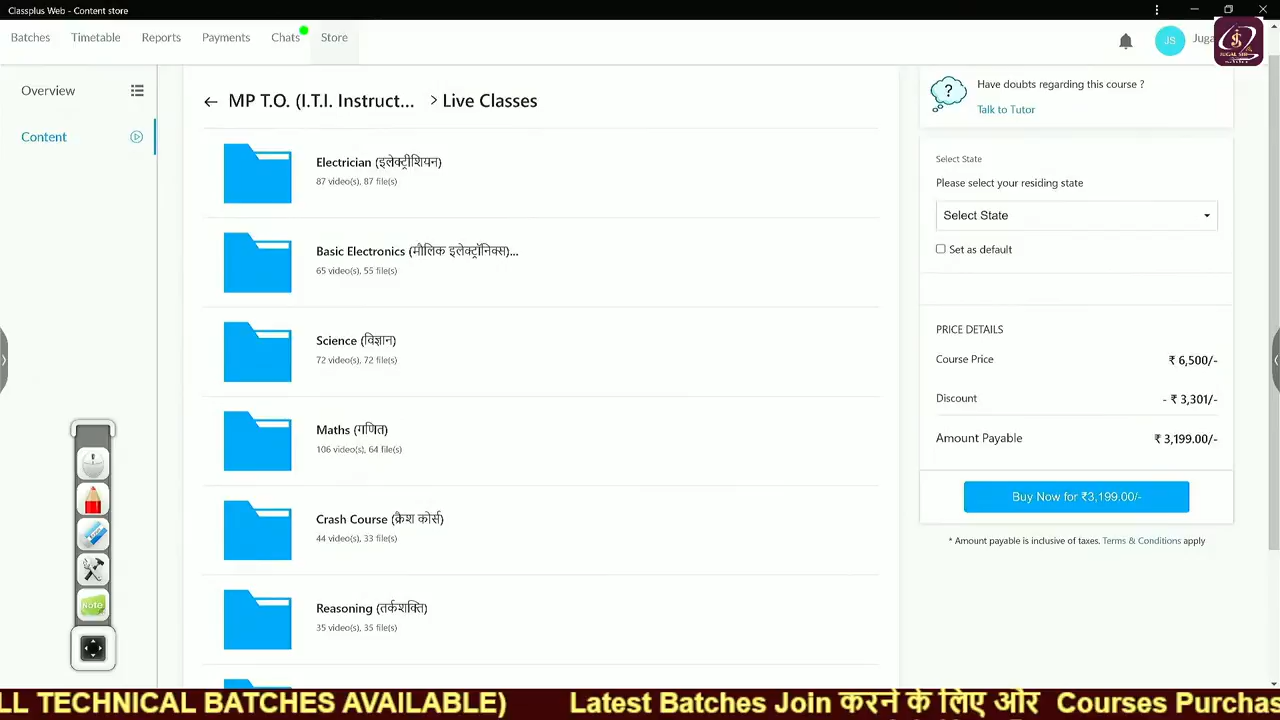 Classplus Web - Content store
Batches Timetable Reports Payments Chats Store
JS
JUGAL SIR
Overview
Content
MP T.O. (I.T.I. Instruct... > Live Classes
Electrician (इलेक्ट्रीशियन)
87 video(s), 87 file(s)
Basic Electronics (मौलिक इलेक्ट्रॉनिक्स)...
65 video(s), 55 file(s)
Science (विज्ञान)
72 video(s), 72 file(s)
Maths (गणित)
106 video(s), 64 file(s)
Crash Course (क्रैश कोर्स)
44 video(s), 33 file(s)
Reasoning (तर्कशक्ति)
35 video(s), 35 file(s)
Have doubts regarding this course ?
Talk to Tutor
Select State
Please select your residing state
Select State
Set as default
PRICE DETAILS
Course Price ₹ 6,500/-
Discount - ₹ 3,301/-
Amount Payable ₹ 3,199.00/-
Buy Now for ₹3,199.00/-
* Amount payable is inclusive of taxes. Terms & Conditions apply
Note
LL TECHNICAL BATCHES AVAILABLE) Latest Batches Join करने के लिए और Courses Purchas